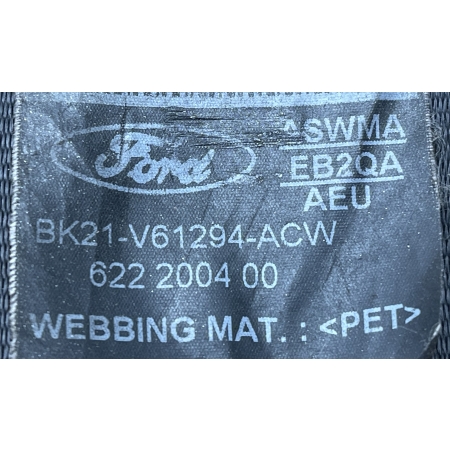 Ford
ASWMA
EB2QA
AEU
BK21-V61294-ACW
622 2004 00
WEBBING MAT. : <PET>